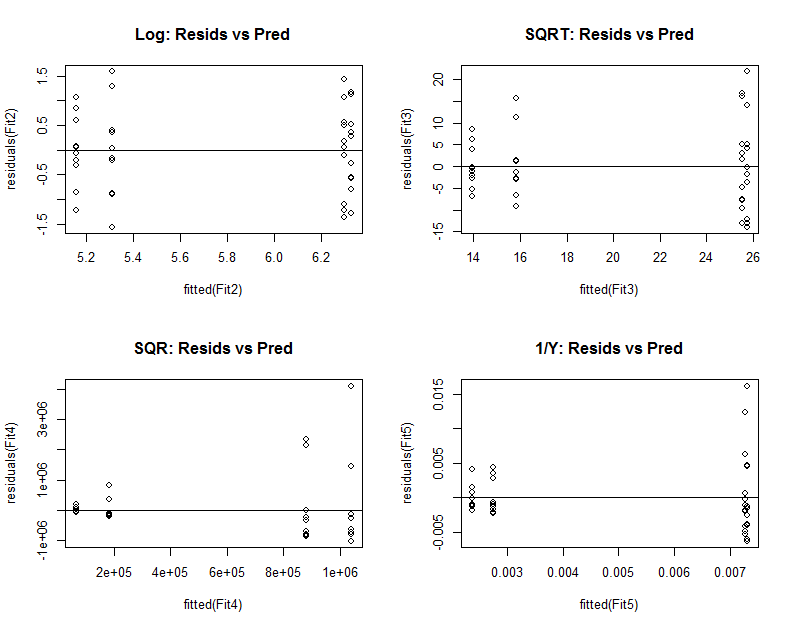 Log: Resids vs Pred
residuals(Fit2)
1.5
0.5
-0.5
-1.5
5.2 5.4 5.6 5.8 6.0 6.2
fitted(Fit2)
SQRT: Resids vs Pred
residuals(Fit3)
20
10
5
0
-5
-15
14 16 18 20 22 24 26
fitted(Fit3)
SQR: Resids vs Pred
residuals(Fit4)
3e+06
1e+06
-1e+06
2e+05 4e+05 6e+05 8e+05 1e+06
fitted(Fit4)
1/Y: Resids vs Pred
residuals(Fit5)
0.015
0.005
-0.005
0.003 0.004 0.005 0.006 0.007
fitted(Fit5)